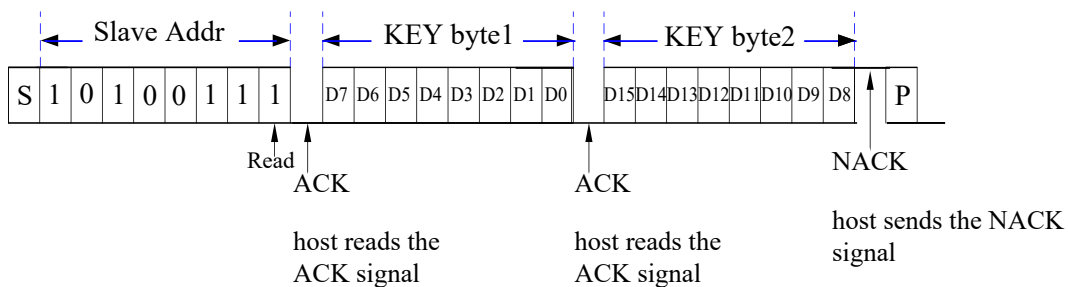 Slave Addr KEY byte1 KEY byte2
S 1 0 1 0 0 1 1 1 D7 D6 D5 D4 D3 D2 D1 D0 D15 D14 D13 D12 D11 D10 D9 D8 P
Read
ACK
host reads the
ACK signal
ACK
host reads the
ACK signal
NACK
host sends the NACK
signal